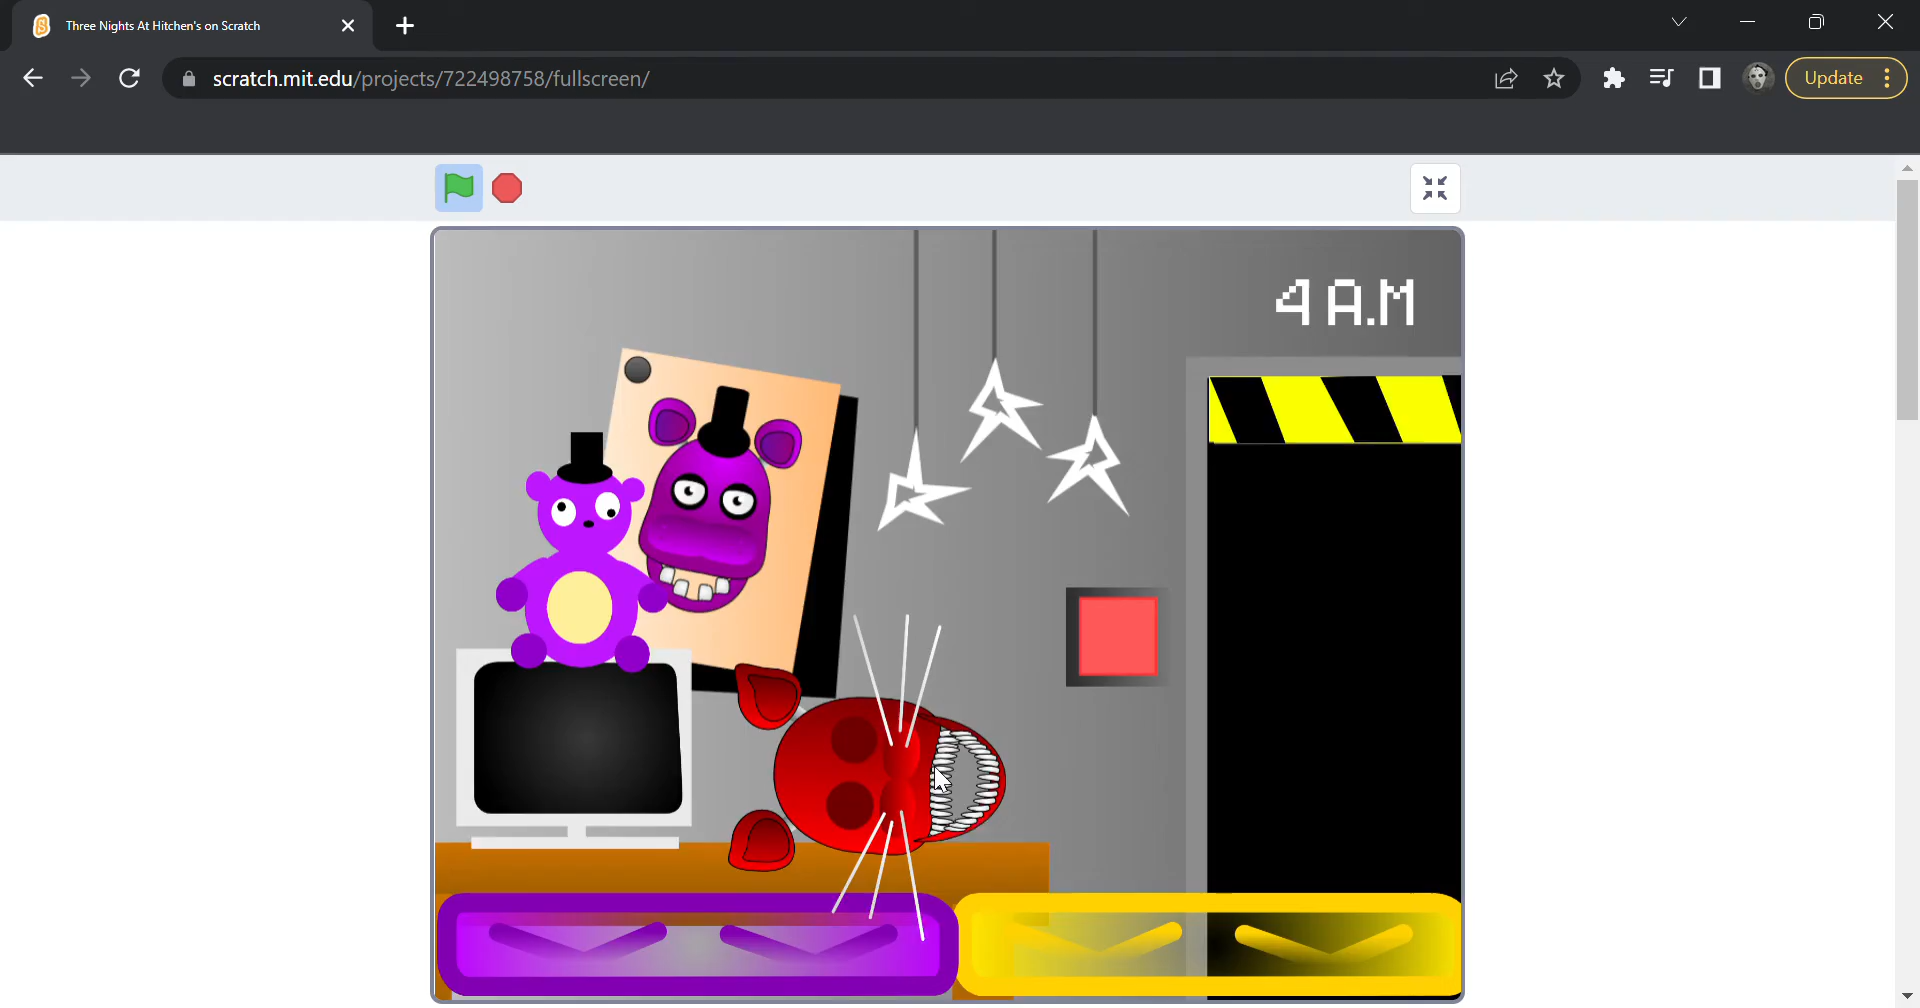 Three Nights At Hitchen's on Scratch
scratch.mit.edu/projects/722498758/fullscreen/
Update
4 A.M